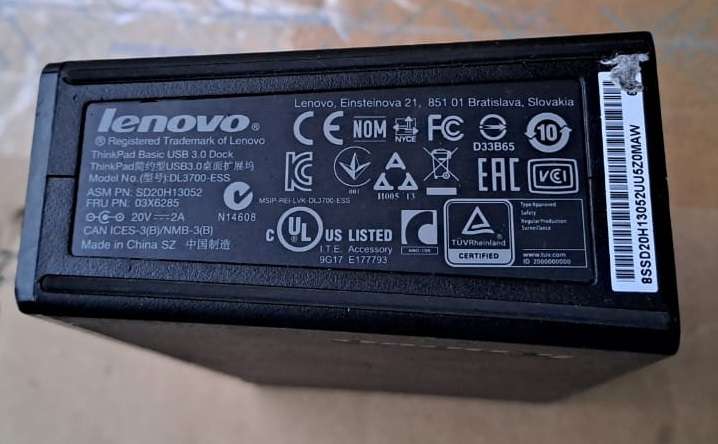 lenovo®
® Registered Trademark of Lenovo
ThinkPad Basic USB 3.0 Dock
ThinkPad简约型USB3.0桌面扩展坞
Model No.(型号):DL3700-ESS
ASM PN: SD20H13052
FRU PN: 03X6285
20V 2A
CAN ICES-3(B)/NMB-3(B)
Made in China SZ 中国制造
Lenovo, Einsteinova 21, 851 01 Bratislava, Slovakia
CE NOM NYCE FC D33B65 10
001 II005 13 EAC VCI
MSIP-REI-LVK-DL3700-ESS
N14608
C UL US LISTED
I.T.E. Accessory
9G17 E177793
TÜVRheinland
CERTIFIED
Type Approved
Safety
Regular Production
Surveillance
www.tuv.com
ID 2000000000
8SSD20H13052UU5Z0MAW